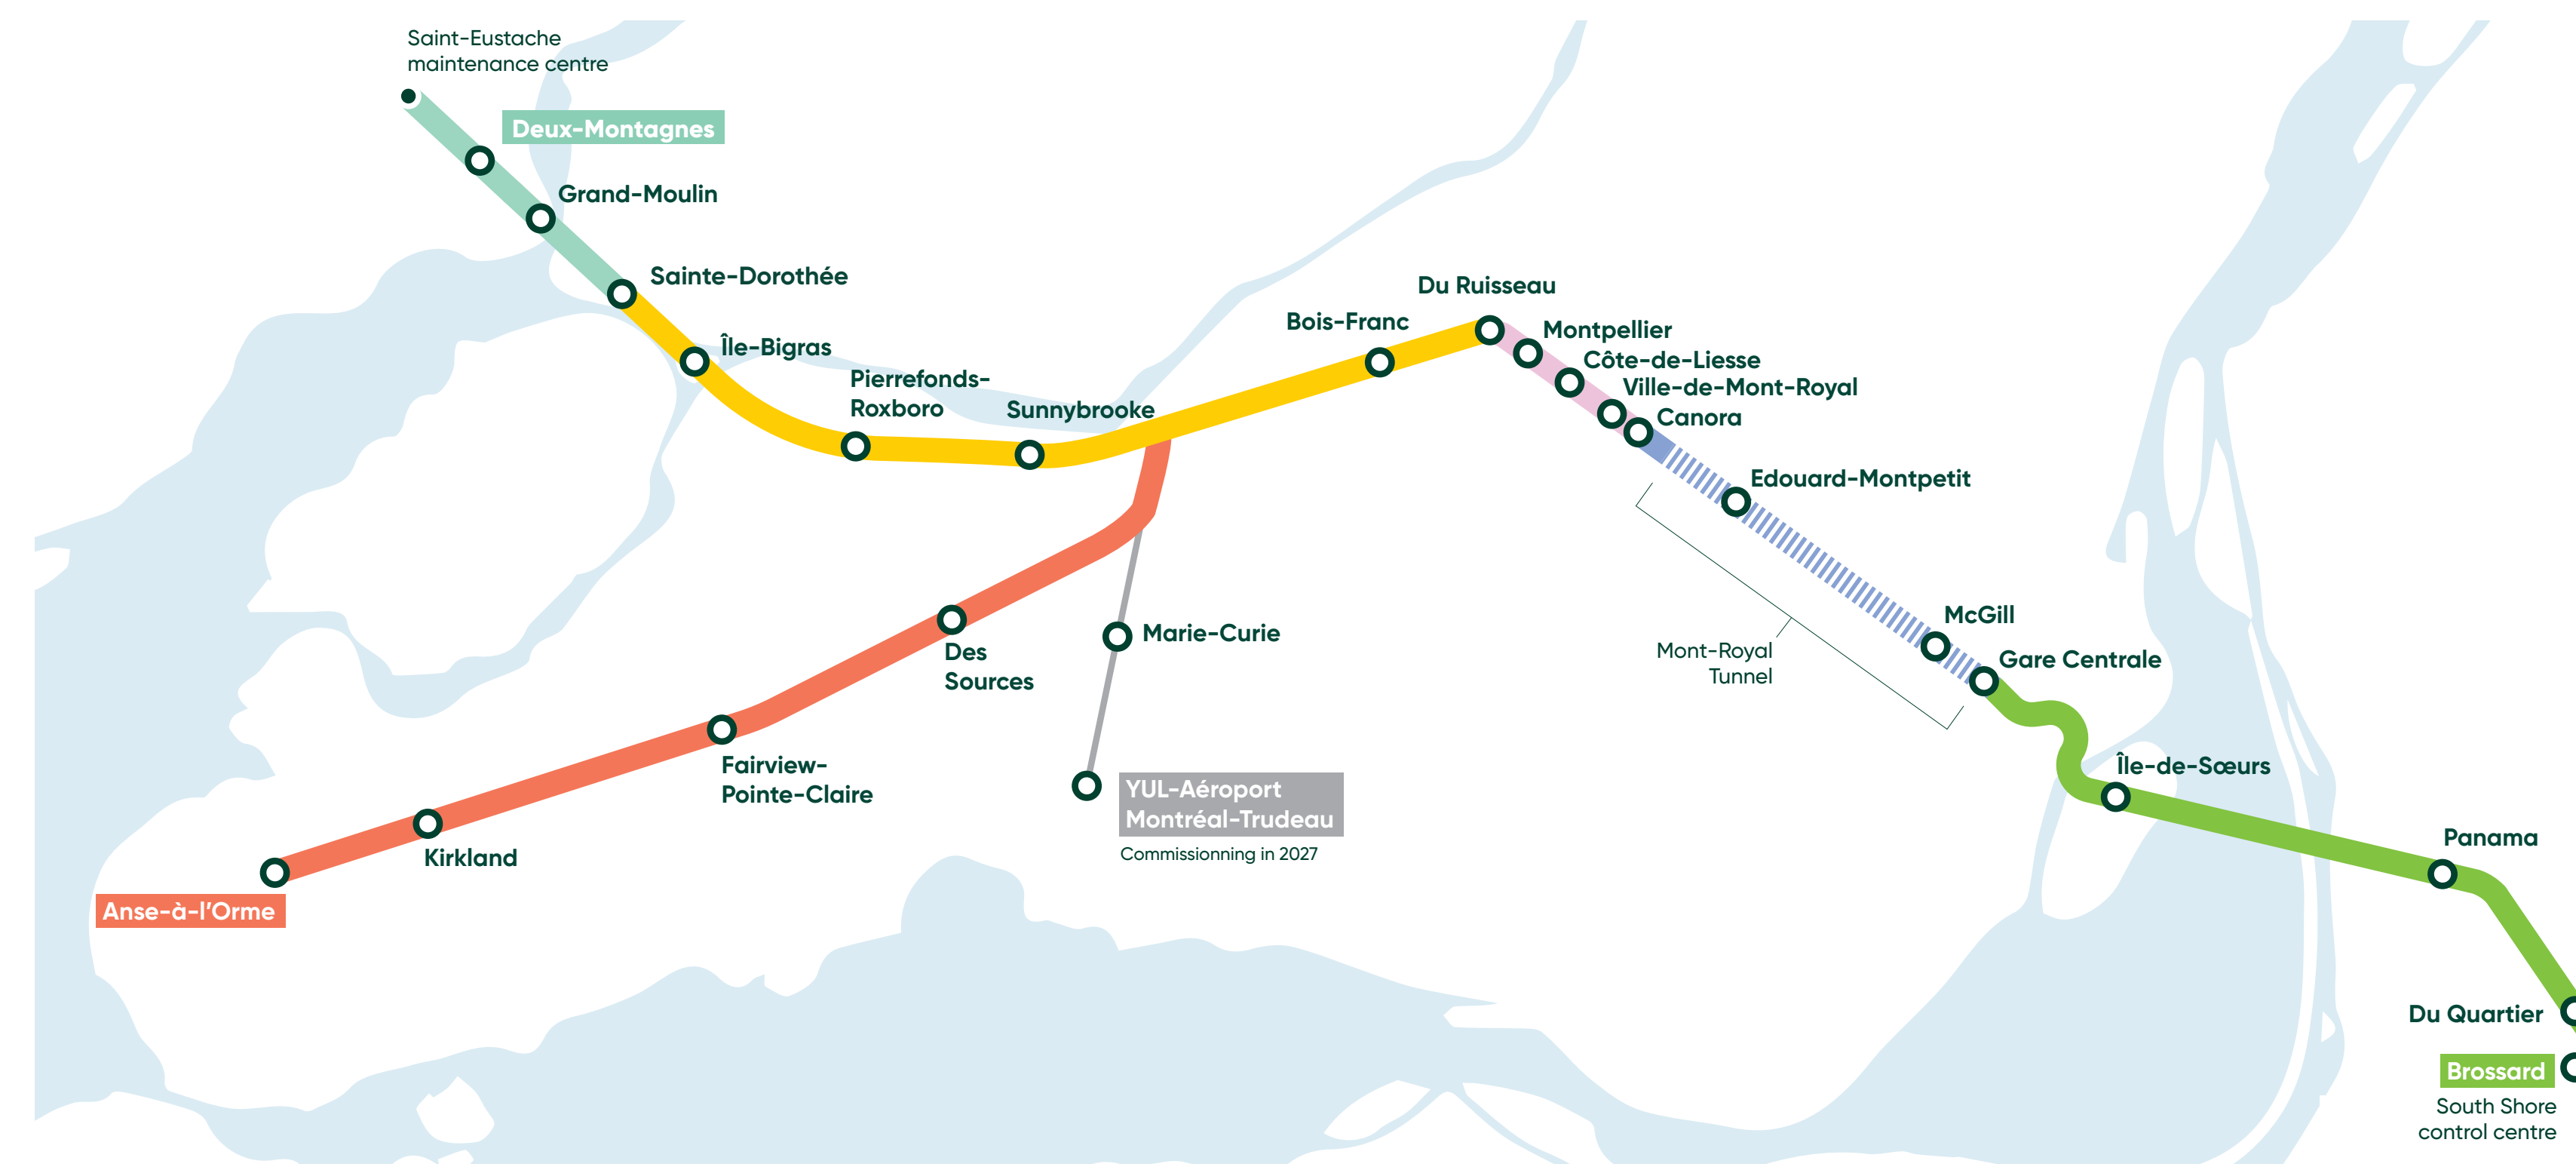 Saint-Eustache
maintenance centre
Deux-Montagnes
Grand-Moulin
Sainte-Dorothée
Île-Bigras
Pierrefonds-
Roxboro
Sunnybrooke
Bois-Franc
Du Ruisseau
Montpellier
Côte-de-Liesse
Ville-de-Mont-Royal
Canora
Edouard-Montpetit
McGill
Gare Centrale
Mont-Royal
Tunnel
Île-de-Sœurs
Panama
Du Quartier
Brossard
South Shore
control centre
Des
Sources
Marie-Curie
Fairview-
Pointe-Claire
YUL-Aéroport
Montréal-Trudeau
Commissionning in 2027
Kirkland
Anse-à-l’Orme